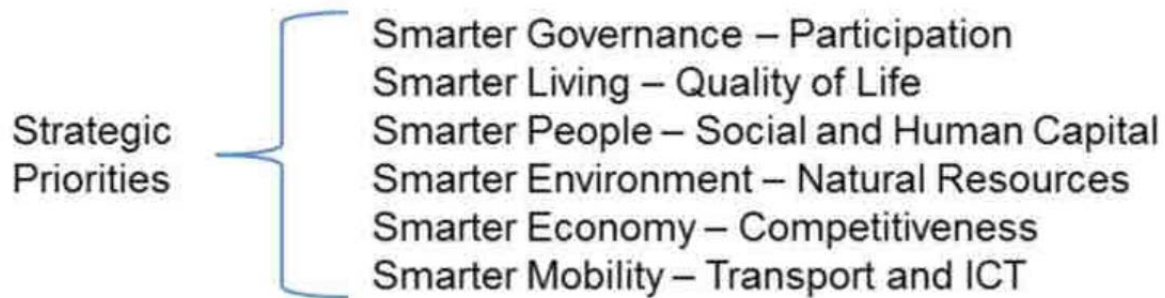 Strategic
Priorities
Smarter Governance – Participation
Smarter Living – Quality of Life
Smarter People – Social and Human Capital
Smarter Environment – Natural Resources
Smarter Economy – Competitiveness
Smarter Mobility – Transport and ICT